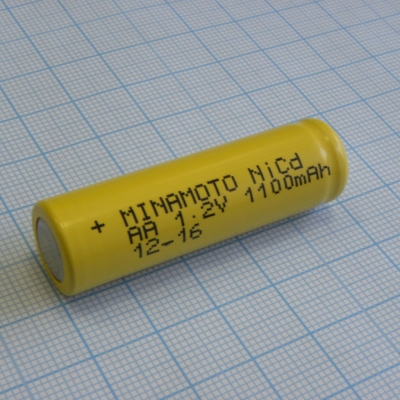 + MINAMOTO NiCd
AA 1.2V 1100mAh
12-16